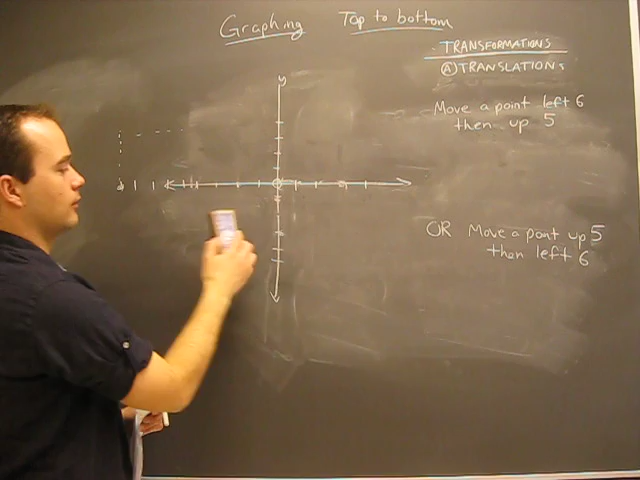 Graphing Top to bottom
TRANSFORMATIONS
Ⓐ TRANSLATIONS
Move a point left 6
then up 5
y
OR Move a point up 5
then left 6